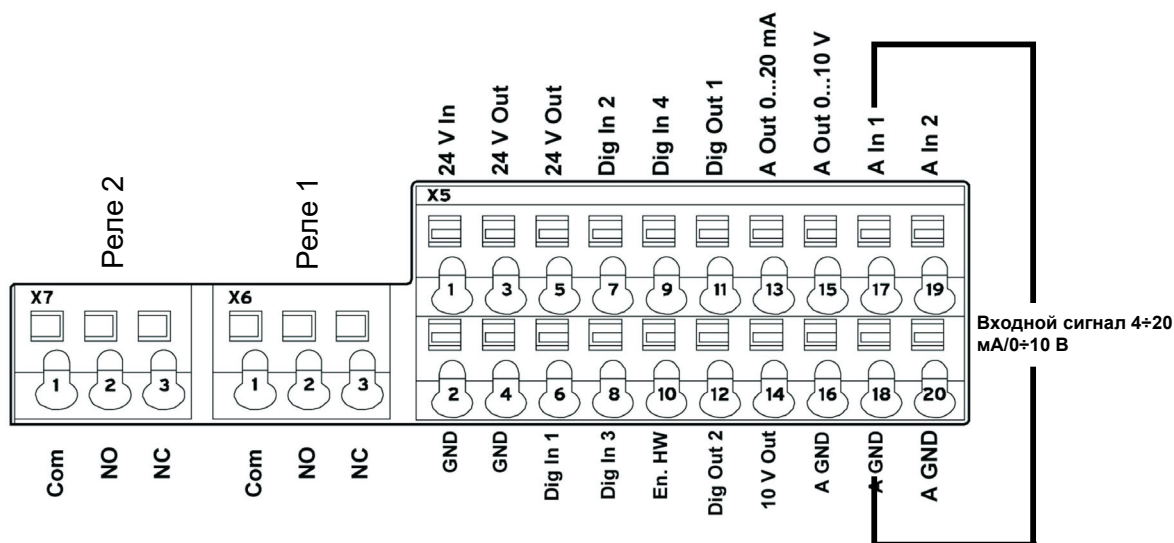 24 V In
24 V Out
24 V Out
Dig In 2
Dig In 4
Dig Out 1
A Out 0...20 mA
A Out 0...10 V
A In 1
A In 2
Реле 2
Реле 1
X5
1 3 5 7 9 11 13 15 17 19
X7
X6
Входной сигнал 4÷20
мА/0÷10 В
1 2 3
1 2 3
2 4 6 8 10 12 14 16 18 20
Com
NO
NC
Com
NO
NC
GND
GND
Dig In 1
Dig In 3
En. HW
Dig Out 2
10 V Out
A GND
A GND
A GND